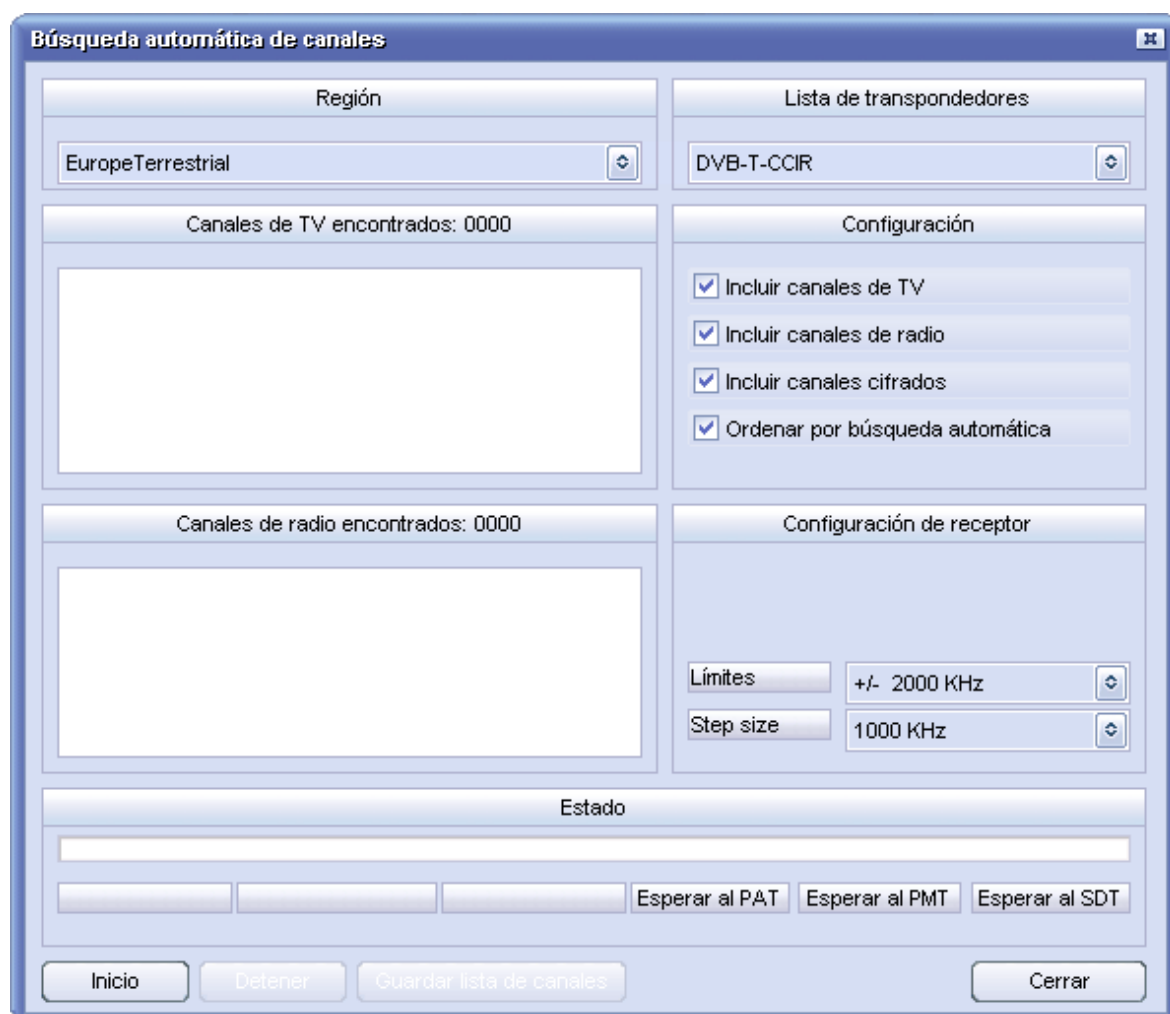 Búsqueda automática de canales
Región
EuropeTerrestrial
Lista de transpondedores
DVB-T-CCIR
Canales de TV encontrados: 0000
Configuración
Incluir canales de TV
Incluir canales de radio
Incluir canales cifrados
Ordenar por búsqueda automática
Canales de radio encontrados: 0000
Configuración de receptor
Límites
+/- 2000 KHz
Step size
1000 KHz
Estado
Esperar al PAT
Esperar al PMT
Esperar al SDT
Inicio
Detener
Guardar lista de canales
Cerrar